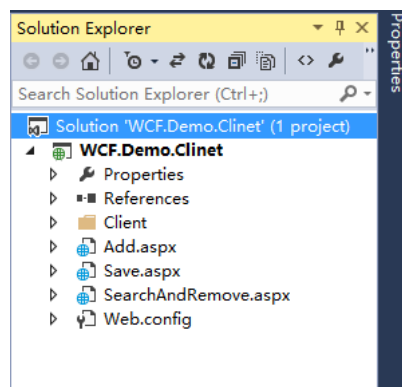 Solution Explorer
Properties
Search Solution Explorer (Ctrl+;)
Solution 'WCF.Demo.Clinet' (1 project)
WCF.Demo.Clinet
Properties
References
Client
Add.aspx
Save.aspx
SearchAndRemove.aspx
Web.config